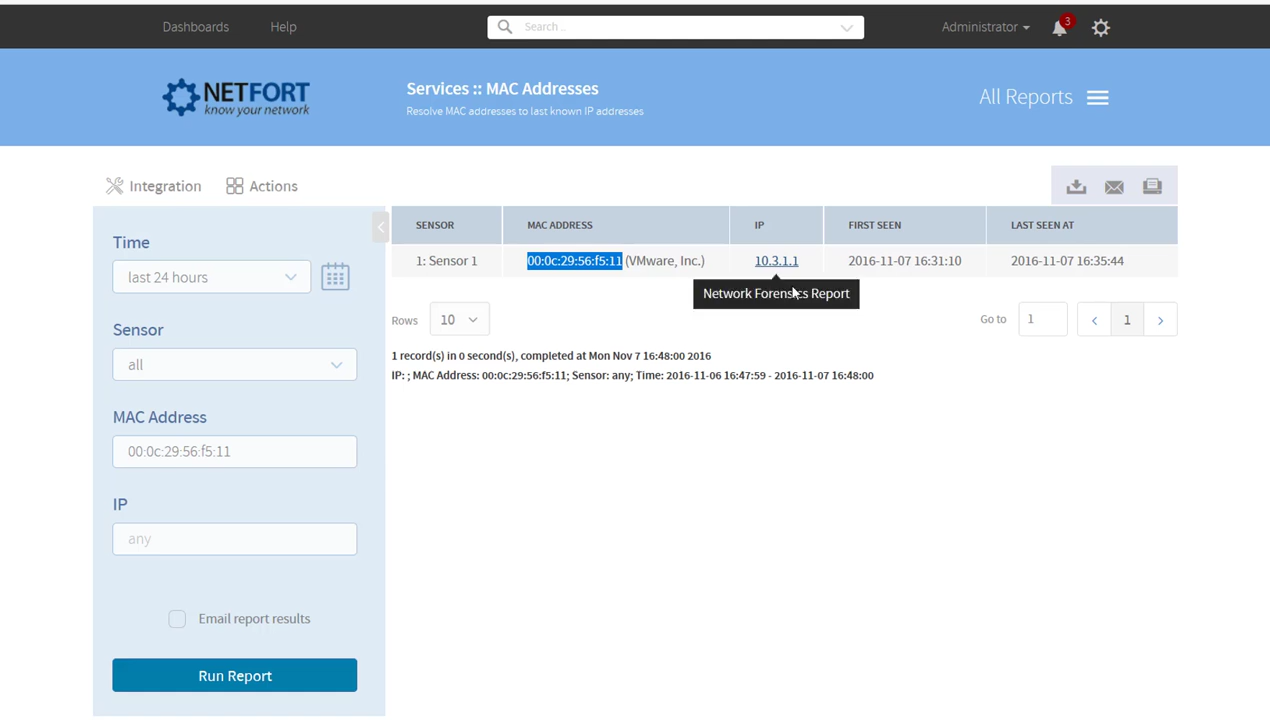 Dashboards Help Search... Administrator 3
NETFORT
know your network
Services :: MAC Addresses
Resolve MAC addresses to last known IP addresses
All Reports
Integration Actions
Time
last 24 hours
Sensor
all
MAC Address
00:0c:29:56:f5:11
IP
any
Email report results
Run Report
SENSOR MAC ADDRESS IP FIRST SEEN LAST SEEN AT
1: Sensor 1 00:0c:29:56:f5:11 (VMware, Inc.) 10.3.1.1 2016-11-07 16:31:10 2016-11-07 16:35:44
Network Forensics Report
Rows 10 Go to 1 < 1 >
1 record(s) in 0 second(s), completed at Mon Nov 7 16:48:00 2016
IP: ; MAC Address: 00:0c:29:56:f5:11; Sensor: any; Time: 2016-11-06 16:47:59 - 2016-11-07 16:48:00